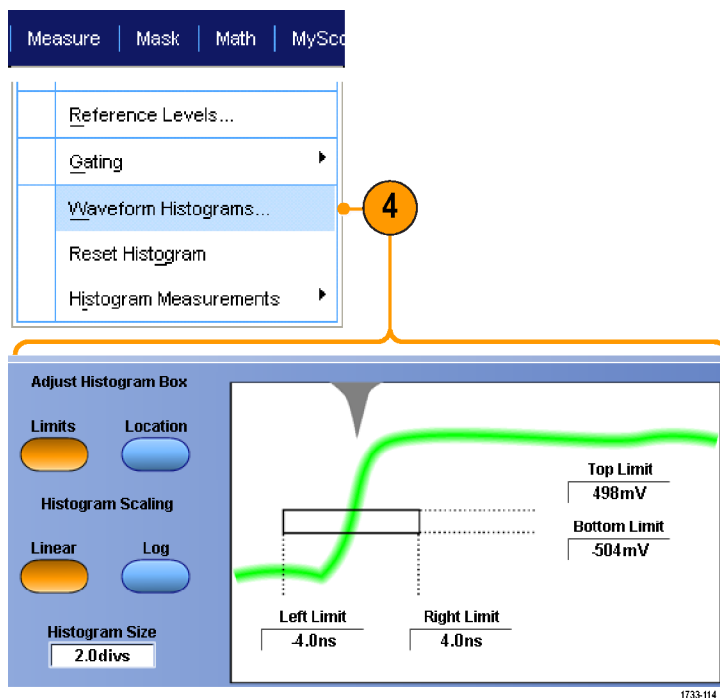 Measure Mask Math MySco
Reference Levels...
Gating
Waveform Histograms...
4
Reset Histogram
Histogram Measurements
Adjust Histogram Box
Limits Location
Histogram Scaling
Linear Log
Histogram Size
2.0divs
Top Limit
498mV
Bottom Limit
-504mV
Left Limit Right Limit
-4.0ns 4.0ns
1733-114